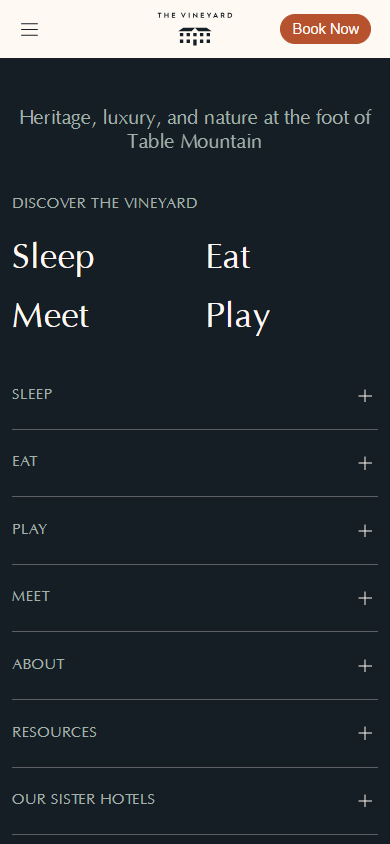 THE VINEYARD
Book Now
Heritage, luxury, and nature at the foot of
Table Mountain
DISCOVER THE VINEYARD
Sleep
Eat
Meet
Play
SLEEP
EAT
PLAY
MEET
ABOUT
RESOURCES
OUR SISTER HOTELS